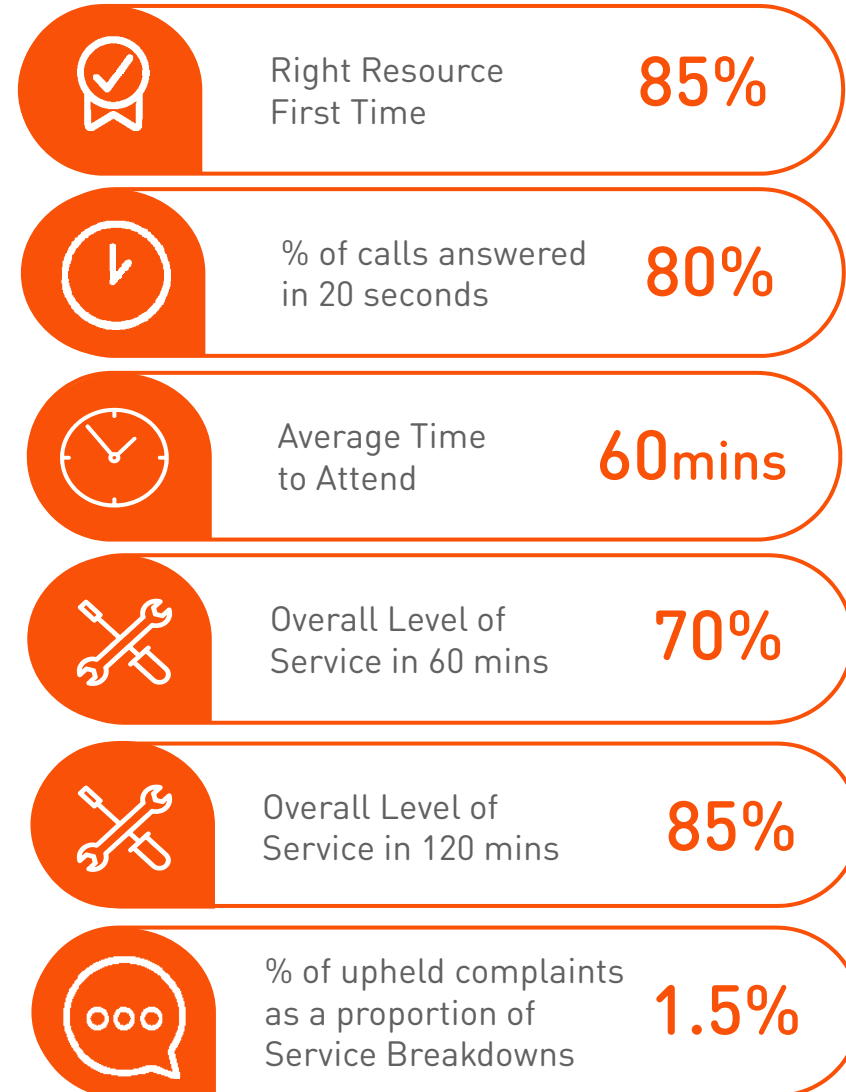 Right Resource
First Time
85%
% of calls answered
in 20 seconds
80%
Average Time
to Attend
60mins
Overall Level of
Service in 60 mins
70%
Overall Level of
Service in 120 mins
85%
% of upheld complaints
as a proportion of
Service Breakdowns
1.5%